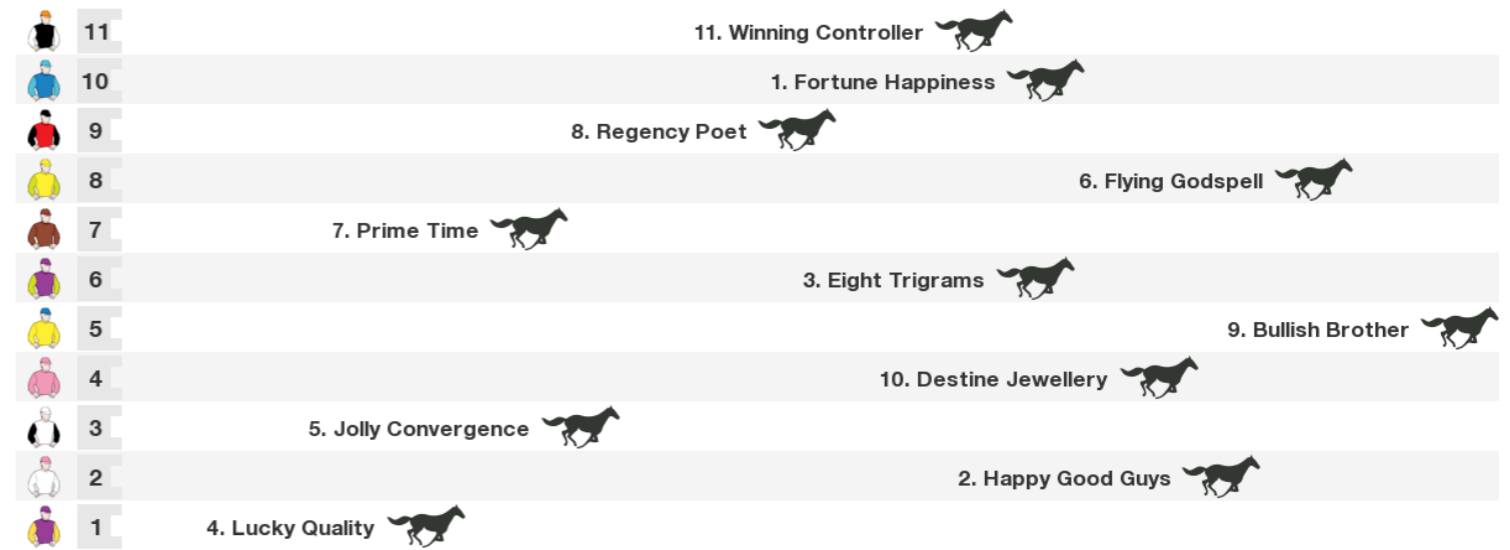 11 11. Winning Controller
10 1. Fortune Happiness
9 8. Regency Poet
8 6. Flying Godspell
7 7. Prime Time
6 3. Eight Trigrams
5 9. Bullish Brother
4 10. Destine Jewellery
3 5. Jolly Convergence
2 2. Happy Good Guys
1 4. Lucky Quality